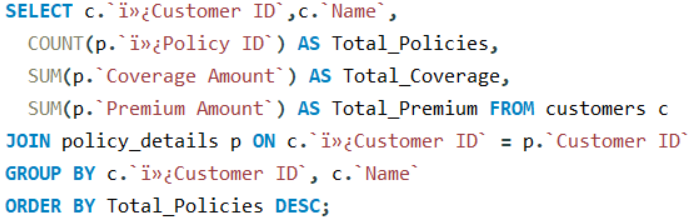 SELECT c.`ï»¿Customer ID`,c.`Name`,
COUNT(p.`ï»¿Policy ID`) AS Total_Policies,
SUM(p.`Coverage Amount`) AS Total_Coverage,
SUM(p.`Premium Amount`) AS Total_Premium FROM customers c
JOIN policy_details p ON c.`ï»¿Customer ID` = p.`Customer ID`
GROUP BY c.`ï»¿Customer ID`, c.`Name`
ORDER BY Total_Policies DESC;